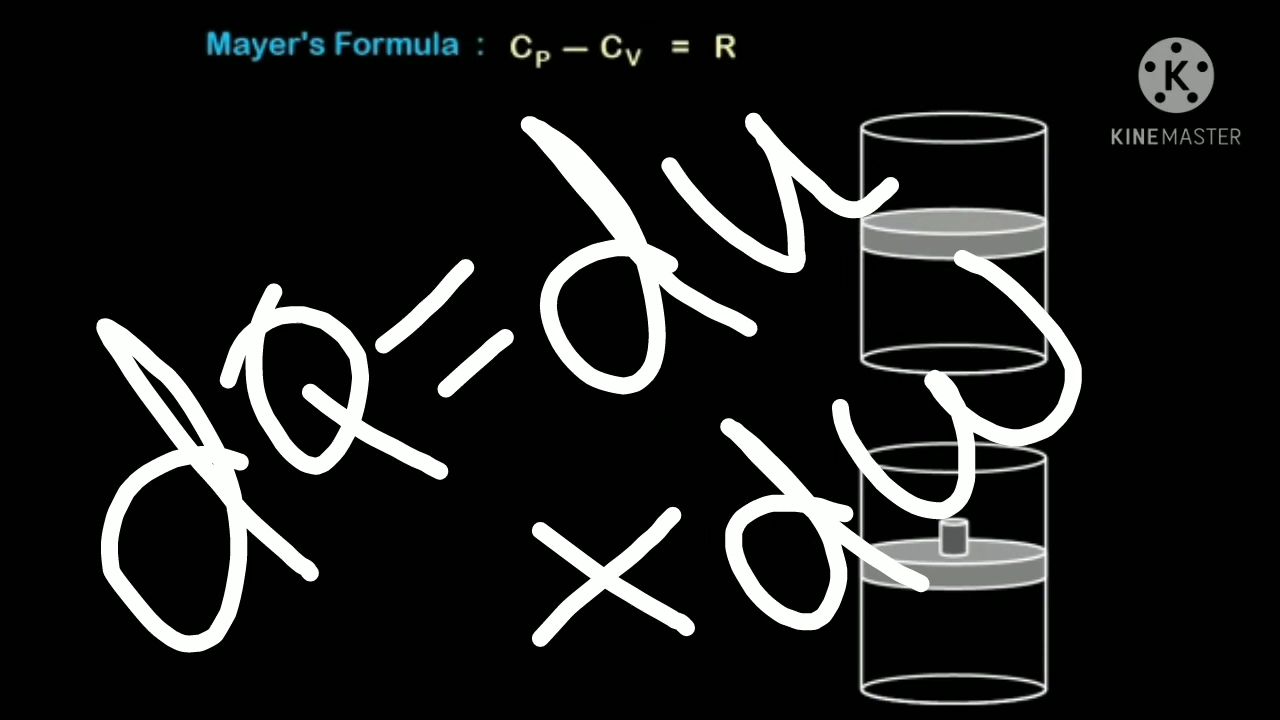 Mayer's Formula : CP – CV = R
K
KINEMASTER
dQ = du
× dw